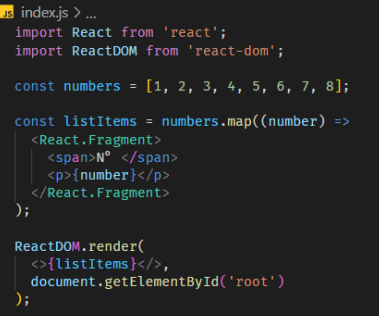 JS index.js > ...
import React from 'react';
import ReactDOM from 'react-dom';

const numbers = [1, 2, 3, 4, 5, 6, 7, 8];

const listItems = numbers.map((number) =>
  <React.Fragment>
    <span>N° </span>
    <p>{number}</p>
  </React.Fragment>
);

ReactDOM.render(
  <>{listItems}</>,
  document.getElementById('root')
);